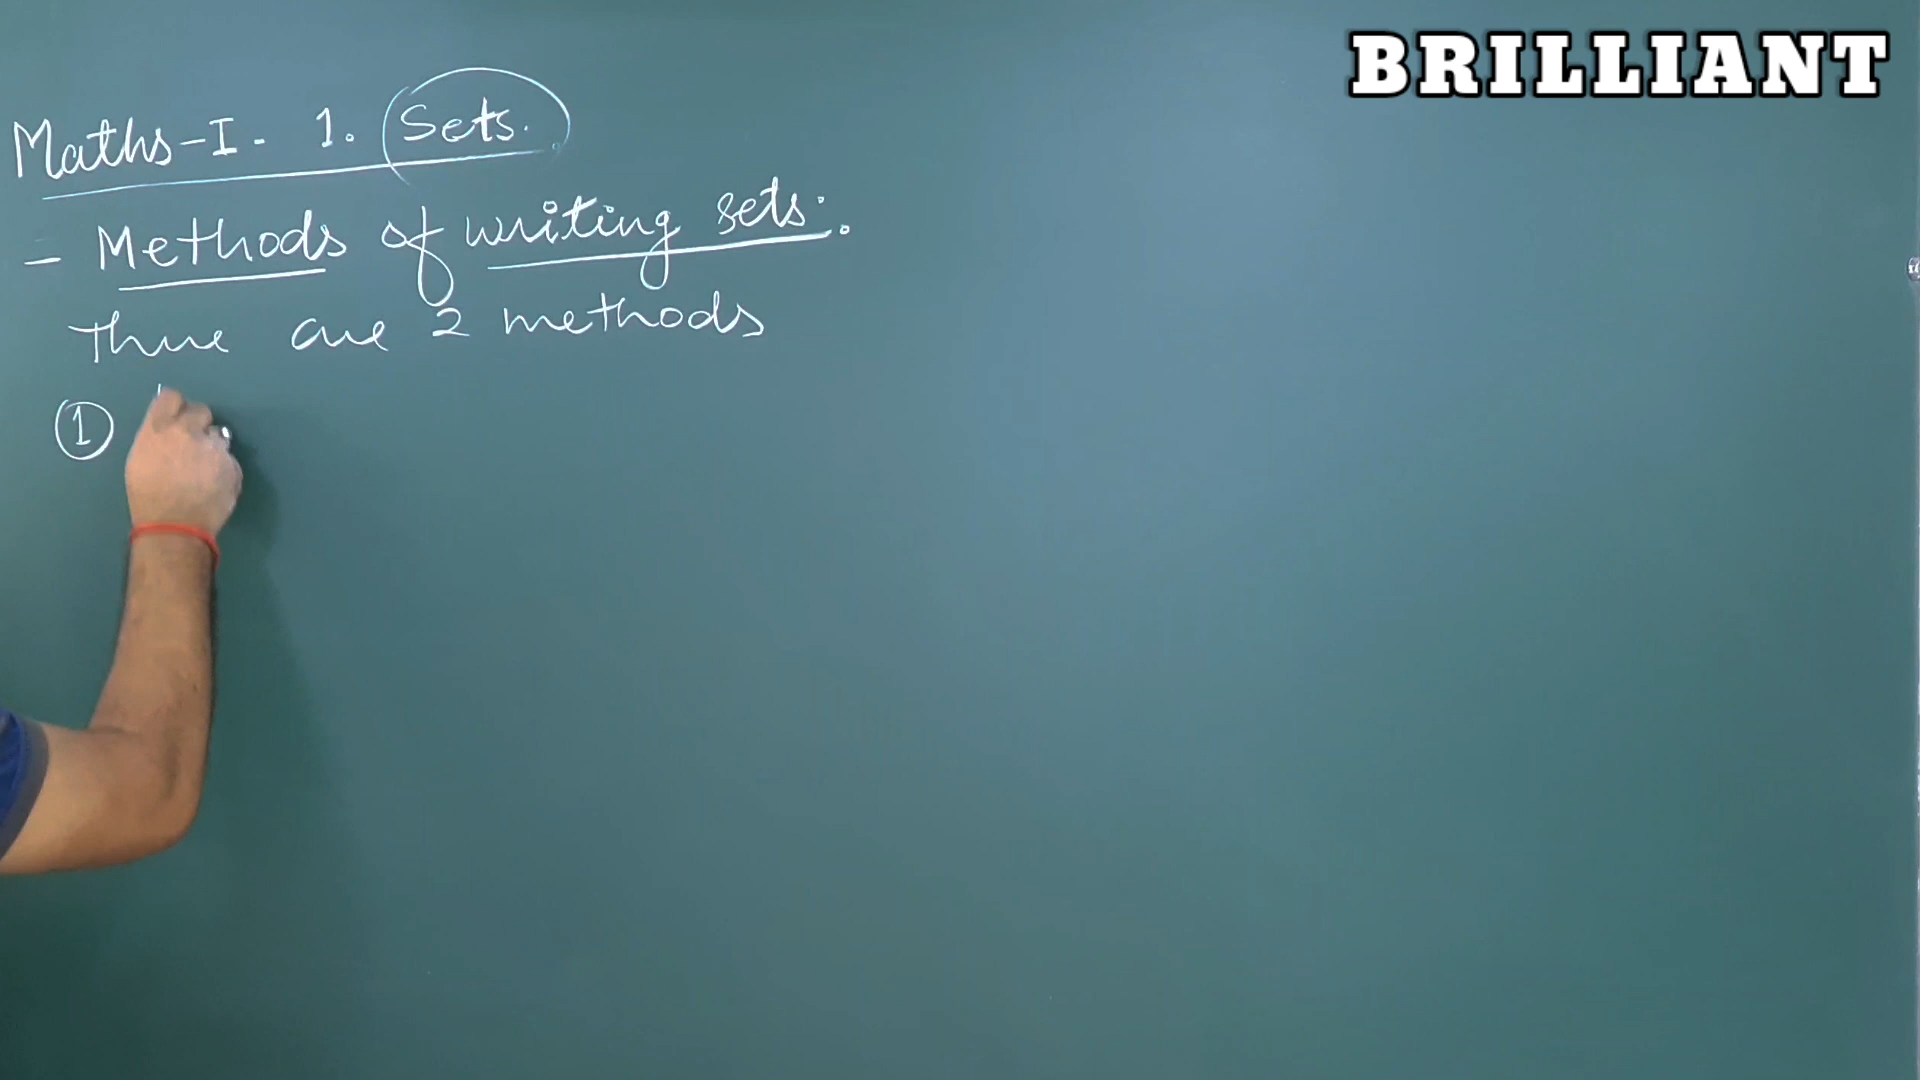 BRILLIANT
Maths-I. 1. Sets.
- Methods of writing sets.
There are 2 methods
1